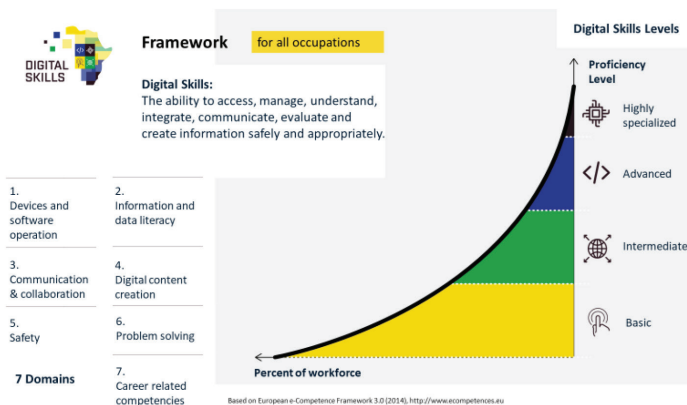 DIGITAL
SKILLS
Framework
for all occupations
Digital Skills:
The ability to access, manage, understand,
integrate, communicate, evaluate and
create information safely and appropriately.
1.
Devices and
software
operation
2.
Information and
data literacy
3.
Communication
& collaboration
4.
Digital content
creation
5.
Safety
6.
Problem solving
7 Domains
7.
Career related
competencies
Digital Skills Levels
Proficiency
Level
Highly
specialized
</> Advanced
Intermediate
Basic
Percent of workforce
Based on European e-Competence Framework 3.0 (2014), http://www.ecompetences.eu